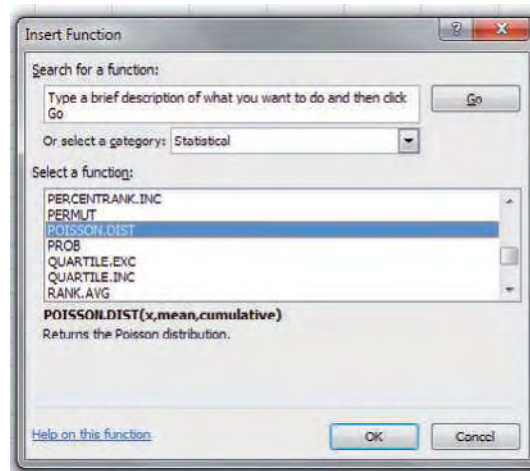 Insert Function
Search for a function:
Type a brief description of what you want to do and then click
Go
Go
Or select a category: Statistical
Select a function:
PERCENTRANK.INC
PERMUT
POISSON.DIST
PROB
QUARTILE.EXC
QUARTILE.INC
RANK.AVG
POISSON.DIST(x,mean,cumulative)
Returns the Poisson distribution.
Help on this function
OK
Cancel